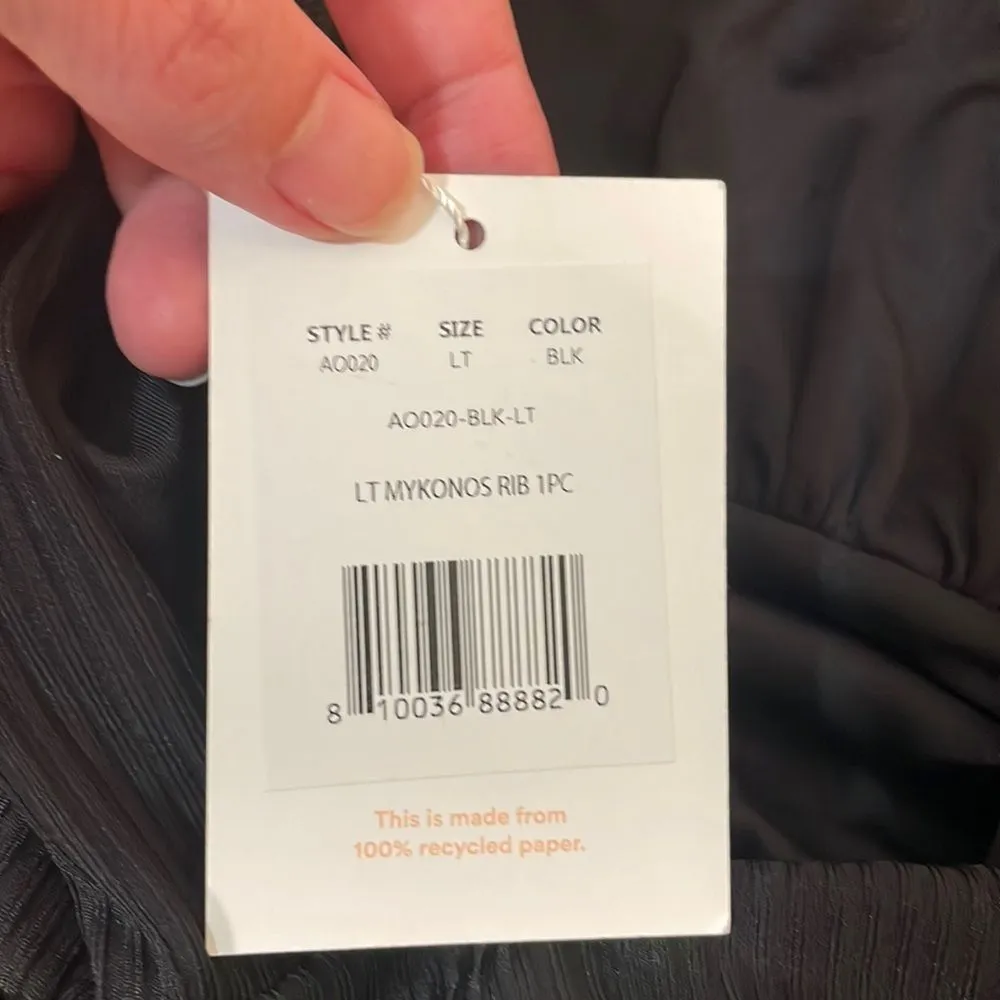 STYLE # SIZE COLOR
AO020 LT BLK
AO020-BLK-LT
LT MYKONOS RIB 1PC
8 10036 88882 0
This is made from
100% recycled paper.